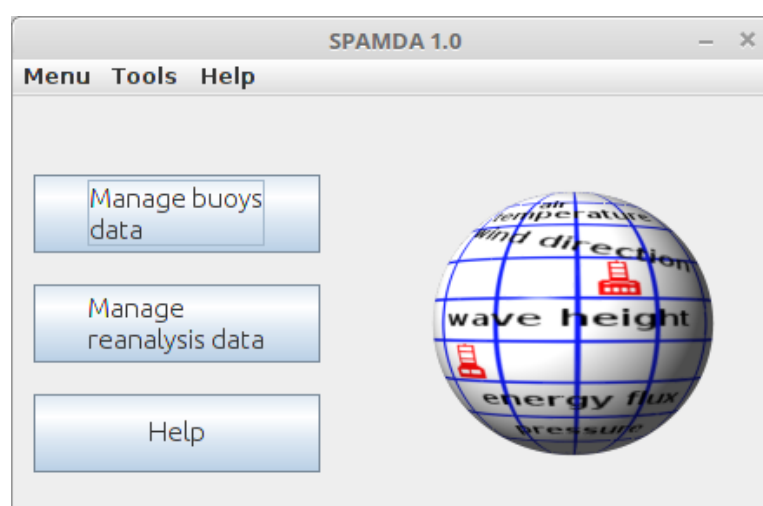 SPAMDA 1.0
Menu Tools Help
Manage buoys
data
Manage
reanalysis data
Help
air
temperature
wind direction
wave height
energy flux
pressure